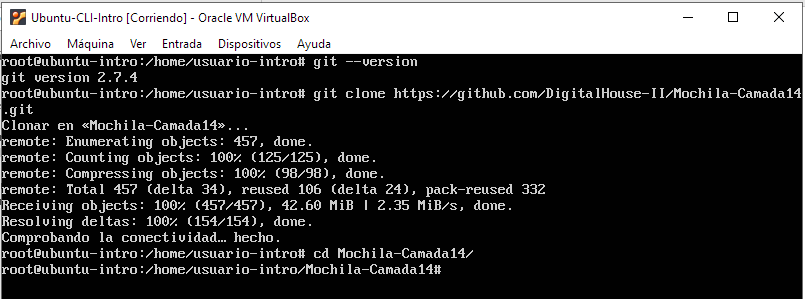 Ubuntu-CLI-Intro [Corriendo] - Oracle VM VirtualBox
Archivo Máquina Ver Entrada Dispositivos Ayuda
root@ubuntu-intro:/home/usuario-intro# git --version
git version 2.7.4
root@ubuntu-intro:/home/usuario-intro# git clone https://github.com/DigitalHouse-II/Mochila-Camada14
.git
Clonar en «Mochila-Camada14»...
remote: Enumerating objects: 457, done.
remote: Counting objects: 100% (125/125), done.
remote: Compressing objects: 100% (98/98), done.
remote: Total 457 (delta 34), reused 106 (delta 24), pack-reused 332
Receiving objects: 100% (457/457), 42.60 MiB | 2.35 MiB/s, done.
Resolving deltas: 100% (154/154), done.
Comprobando la conectividad… hecho.
root@ubuntu-intro:/home/usuario-intro# cd Mochila-Camada14/
root@ubuntu-intro:/home/usuario-intro/Mochila-Camada14#